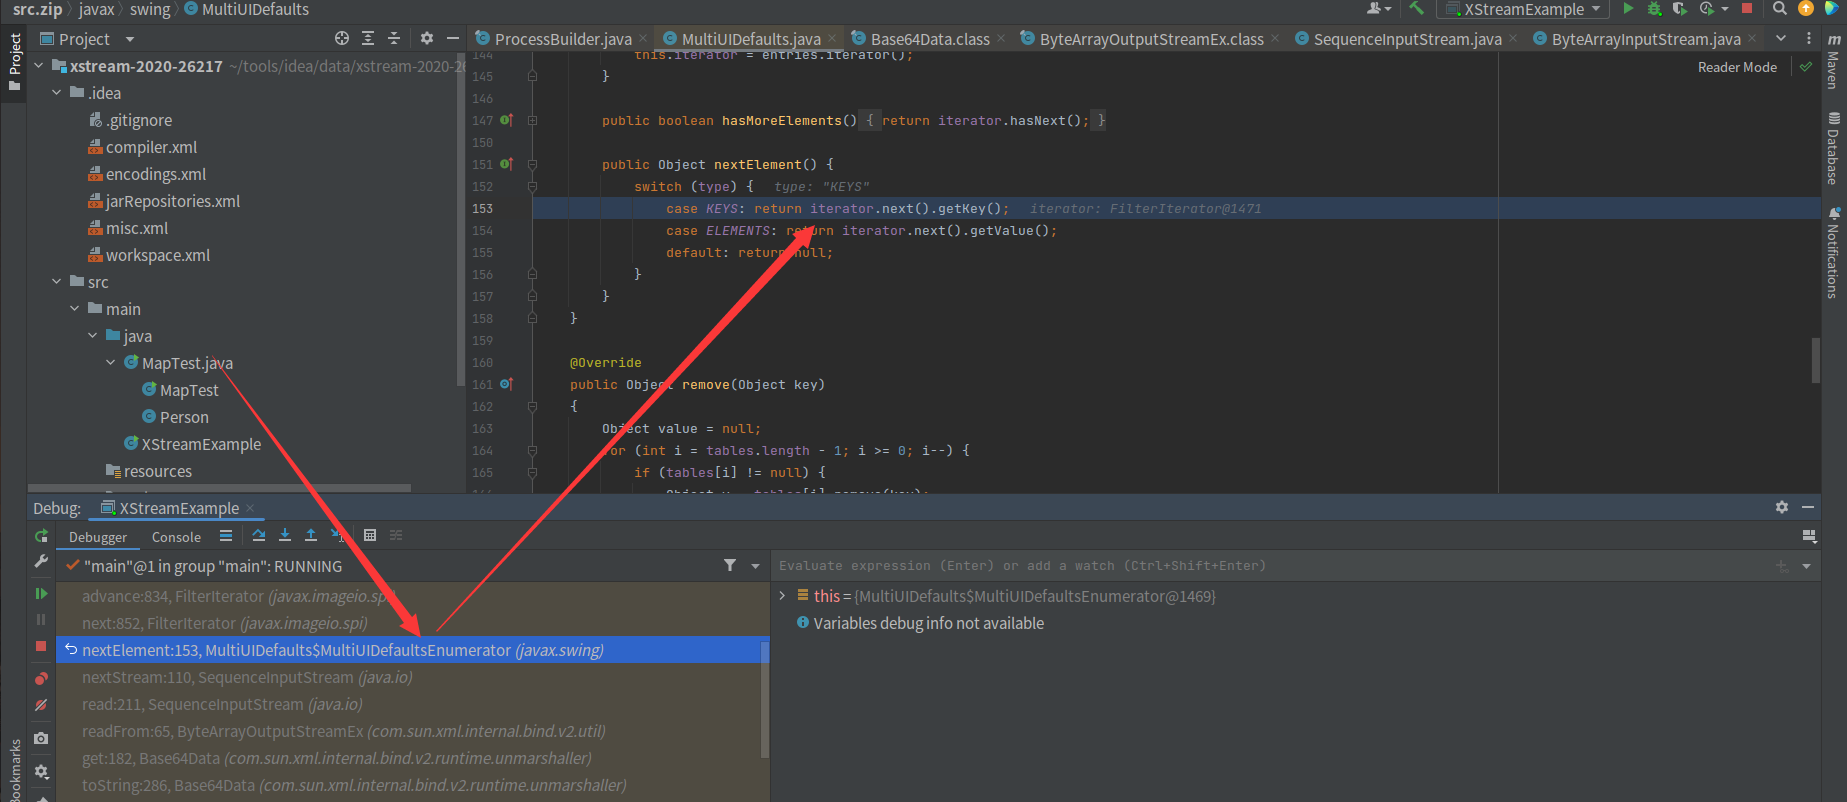 src.zip javax swing MultiUIDefaults
XStreamExample
Project
ProcessBuilder.java MultiUIDefaults.java Base64Data.class ByteArrayOutputStreamEx.class SequenceInputStream.java ByteArrayInputStream.java
Project
Maven
Database
Notifications
Bookmarks
Reader Mode
xstream-2020-26217 ~/tools/idea/data/xstream-2020-26
.idea
.gitignore
compiler.xml
encodings.xml
jarRepositories.xml
misc.xml
workspace.xml
src
main
java
MapTest.java
MapTest
Person
XStreamExample
resources
144 this.iterator = entries.iterator();
145 }
146
147 public boolean hasMoreElements() { return iterator.hasNext(); }
150
151 public Object nextElement() {
152 switch (type) { type: "KEYS"
153 case KEYS: return iterator.next().getKey(); iterator: FilterIterator@1471
154 case ELEMENTS: return iterator.next().getValue();
155 default: return null;
156 }
157 }
158 }
159
160 @Override
161 public Object remove(Object key)
162 {
163 Object value = null;
164 for (int i = tables.length - 1; i >= 0; i--) {
165 if (tables[i] != null) {
Debug: XStreamExample
Debugger Console
"main"@1 in group "main": RUNNING
Evaluate expression (Enter) or add a watch (Ctrl+Shift+Enter)
advance:834, FilterIterator (javax.imageio.sp
next:852, FilterIterator (javax.imageio.spi)
nextElement:153, MultiUIDefaults$MultiUIDefaultsEnumerator (javax.swing)
nextStream:110, SequenceInputStream (java.io)
read:211, SequenceInputStream (java.io)
readFrom:65, ByteArrayOutputStreamEx (com.sun.xml.internal.bind.v2.util)
get:182, Base64Data (com.sun.xml.internal.bind.v2.runtime.unmarshaller)
toString:286, Base64Data (com.sun.xml.internal.bind.v2.runtime.unmarshaller)
this = {MultiUIDefaults$MultiUIDefaultsEnumerator@1469}
Variables debug info not available